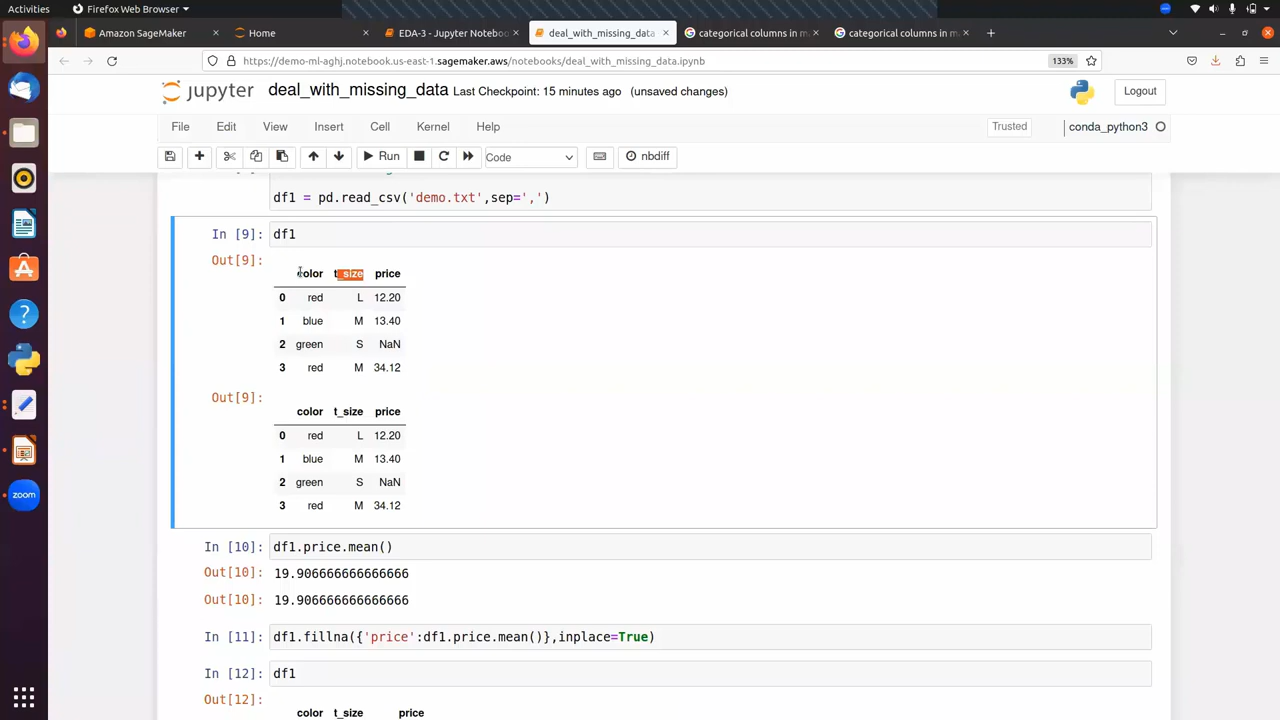 Activities
Firefox Web Browser
Amazon SageMaker
Home
EDA-3 - Jupyter Notebo
deal_with_missing_data
categorical columns in m
categorical columns in m
https://demo-ml-aghj.notebook.us-east-1.sagemaker.aws/notebooks/deal_with_missing_data.ipynb
133%
jupyter deal_with_missing_data Last Checkpoint: 15 minutes ago (unsaved changes)
Logout
File Edit View Insert Cell Kernel Help
Trusted
conda_python3
Run
Code
nbdiff
df1 = pd.read_csv('demo.txt',sep=',')
In [9]: df1
Out[9]:
color t_size price
0 red L 12.20
1 blue M 13.40
2 green S NaN
3 red M 34.12
Out[9]:
color t_size price
0 red L 12.20
1 blue M 13.40
2 green S NaN
3 red M 34.12
In [10]: df1.price.mean()
Out[10]: 19.906666666666666
Out[10]: 19.906666666666666
In [11]: df1.fillna({'price':df1.price.mean()},inplace=True)
In [12]: df1
Out[12]:
color t_size price
zoom